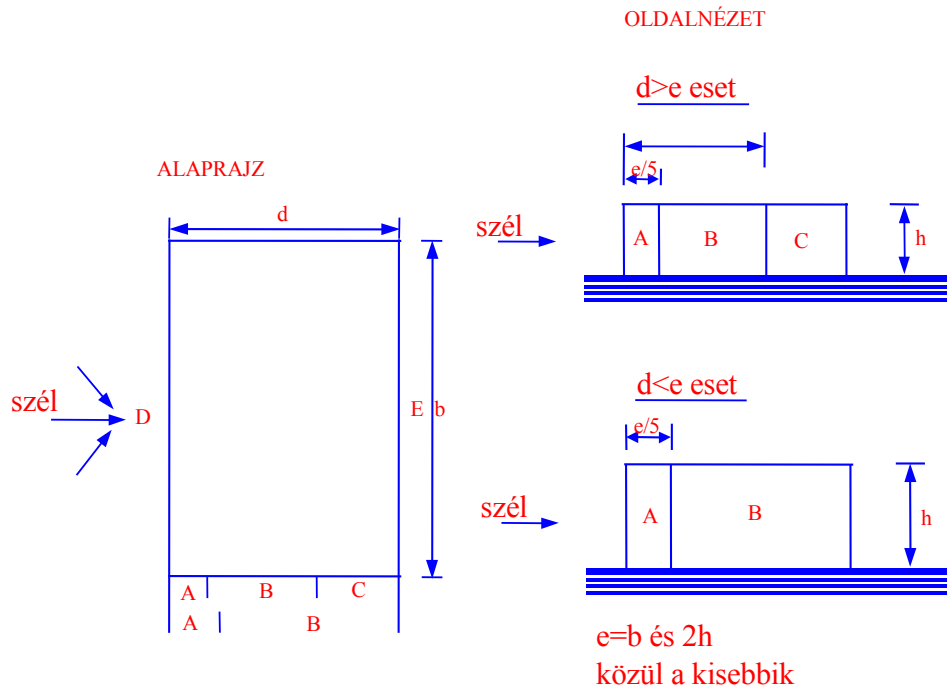 OLDALNÉZET
d>e eset
e/5
szél
A B C
h
ALAPRAJZ
d
szél
D
E b
A B C
A B
d<e eset
e/5
szél
A B
h
e=b és 2h
közül a kisebbik